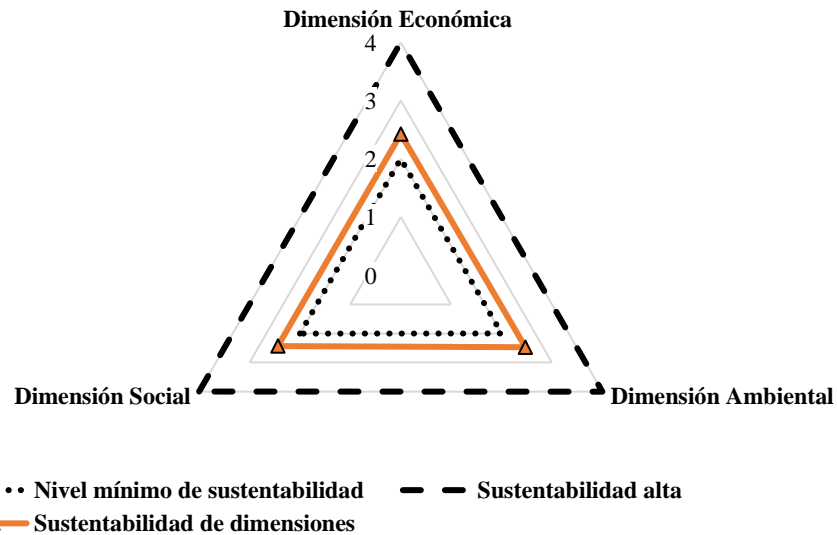 Dimensión Económica
4
3
2
1
0
Dimensión Social
Dimensión Ambiental
Nivel mínimo de sustentabilidad
Sustentabilidad alta
Sustentabilidad de dimensiones